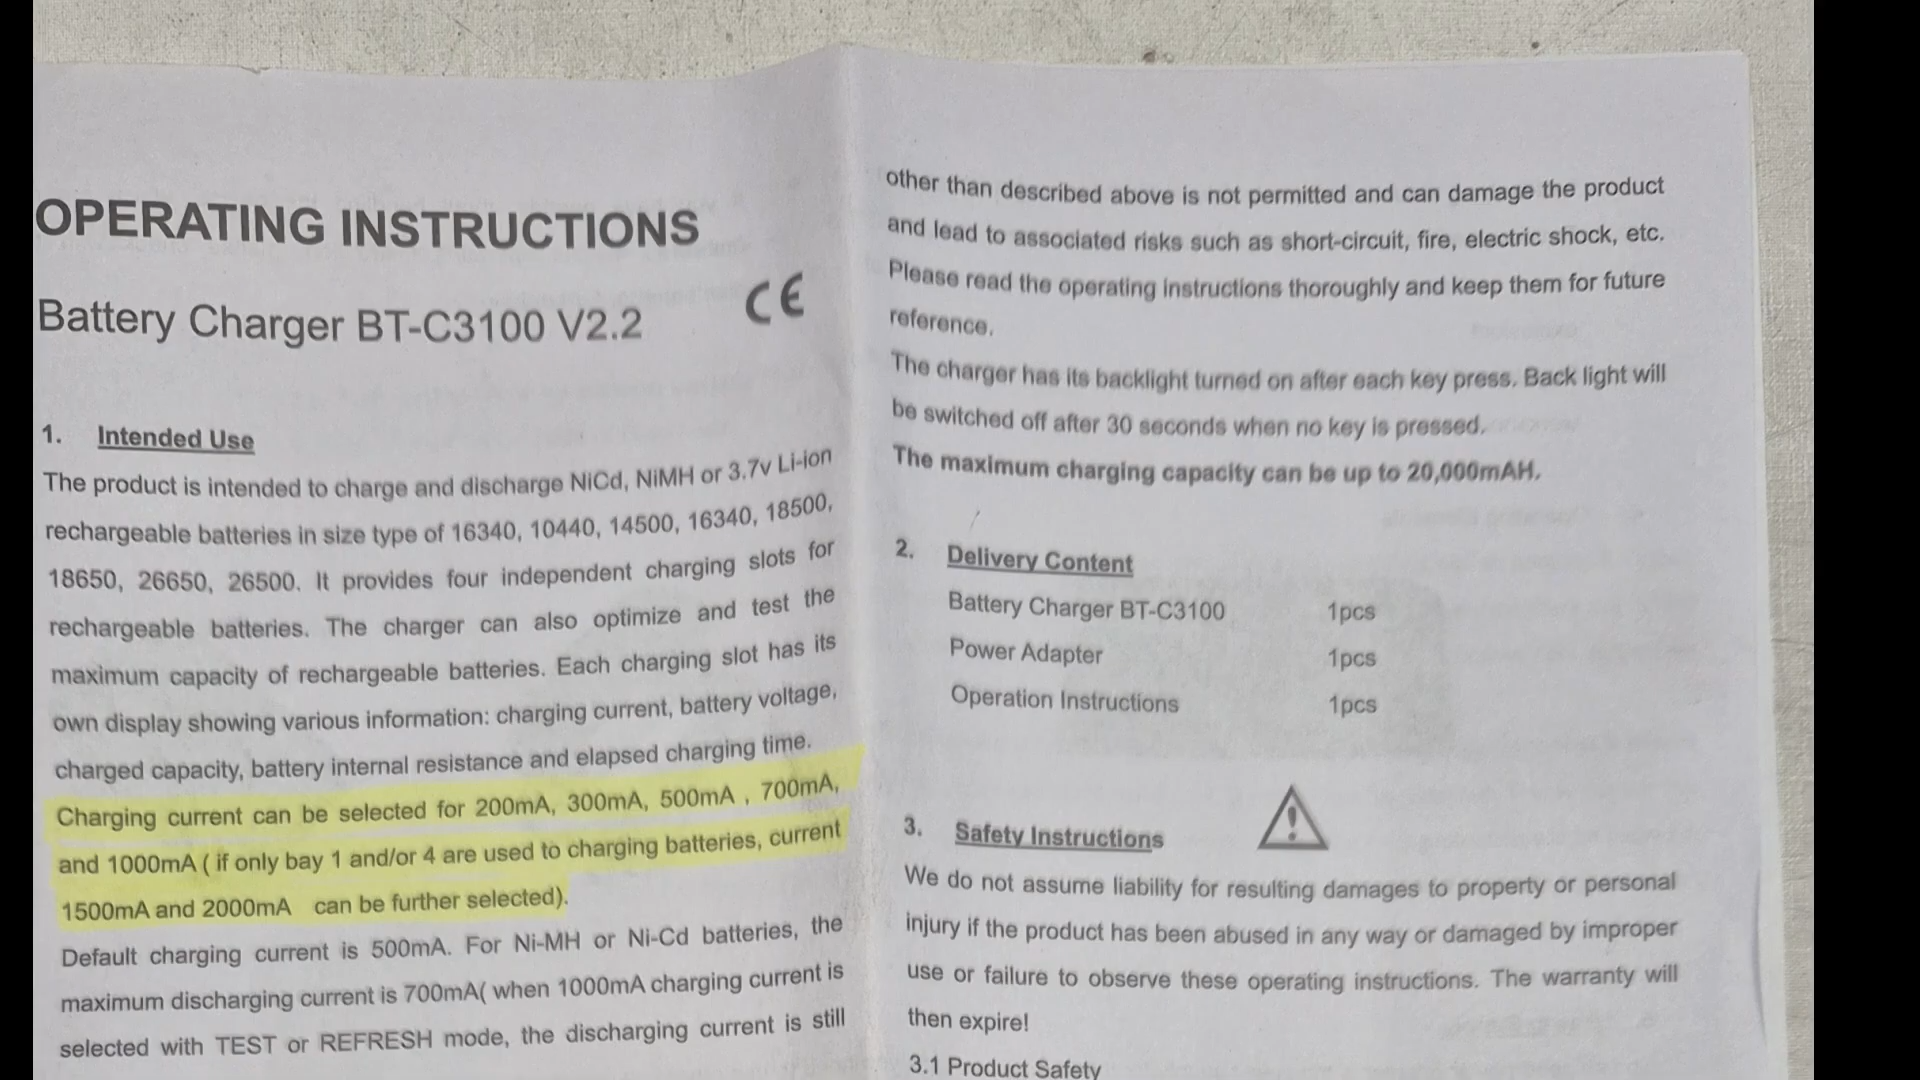 OPERATING INSTRUCTIONS
Battery Charger BT-C3100 V2.2
CE
1. Intended Use
The product is intended to charge and discharge NiCd, NiMH or 3.7v Li-ion
rechargeable batteries in size type of 16340, 10440, 14500, 16340, 18500,
18650, 26650, 26500. It provides four independent charging slots for
rechargeable batteries. The charger can also optimize and test the
maximum capacity of rechargeable batteries. Each charging slot has its
own display showing various information: charging current, battery voltage,
charged capacity, battery internal resistance and elapsed charging time.
Charging current can be selected for 200mA, 300mA, 500mA , 700mA,
and 1000mA ( if only bay 1 and/or 4 are used to charging batteries, current
1500mA and 2000mA can be further selected).
Default charging current is 500mA. For Ni-MH or Ni-Cd batteries, the
maximum discharging current is 700mA( when 1000mA charging current is
selected with TEST or REFRESH mode, the discharging current is still
other than described above is not permitted and can damage the product
and lead to associated risks such as short-circuit, fire, electric shock, etc.
Please read the operating instructions thoroughly and keep them for future
reference.
The charger has its backlight turned on after each key press. Back light will
be switched off after 30 seconds when no key is pressed.
The maximum charging capacity can be up to 20,000mAH.
2. Delivery Content
Battery Charger BT-C3100 1pcs
Power Adapter 1pcs
Operation Instructions 1pcs
3. Safety Instructions
We do not assume liability for resulting damages to property or personal
injury if the product has been abused in any way or damaged by improper
use or failure to observe these operating instructions. The warranty will
then expire!
3.1 Product Safety